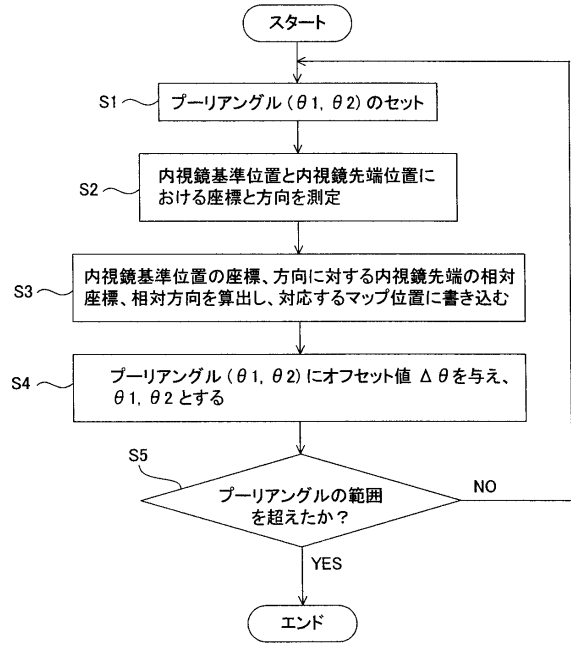 スタート
S1
プーリアングル(θ1, θ2)のセット
S2
内視鏡基準位置と内視鏡先端位置に
おける座標と方向を測定
S3
内視鏡基準位置の座標、方向に対する内視鏡先端の相対
座標、相対方向を算出し、対応するマップ位置に書き込む
S4
プーリアングル(θ1, θ2)にオフセット値 Δθを与え、
θ1, θ2とする
S5
プーリアングルの範囲
を超えたか？
NO
YES
エンド